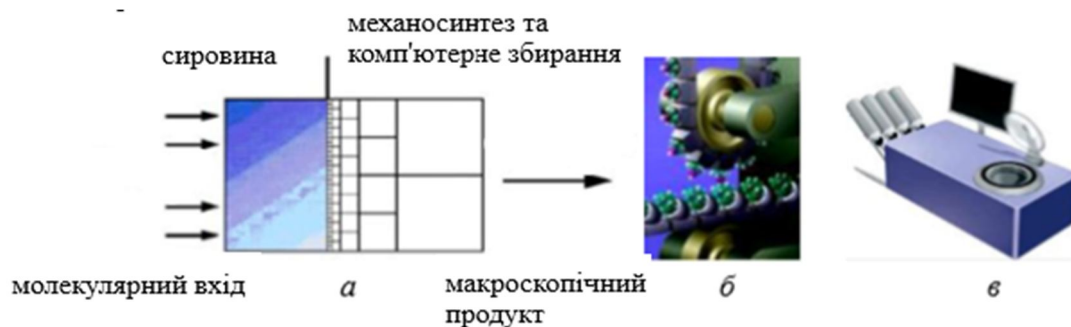 механосинтез та
комп'ютерне збирання
сировина
молекулярний вхід
а
макроскопічний
продукт
б
в